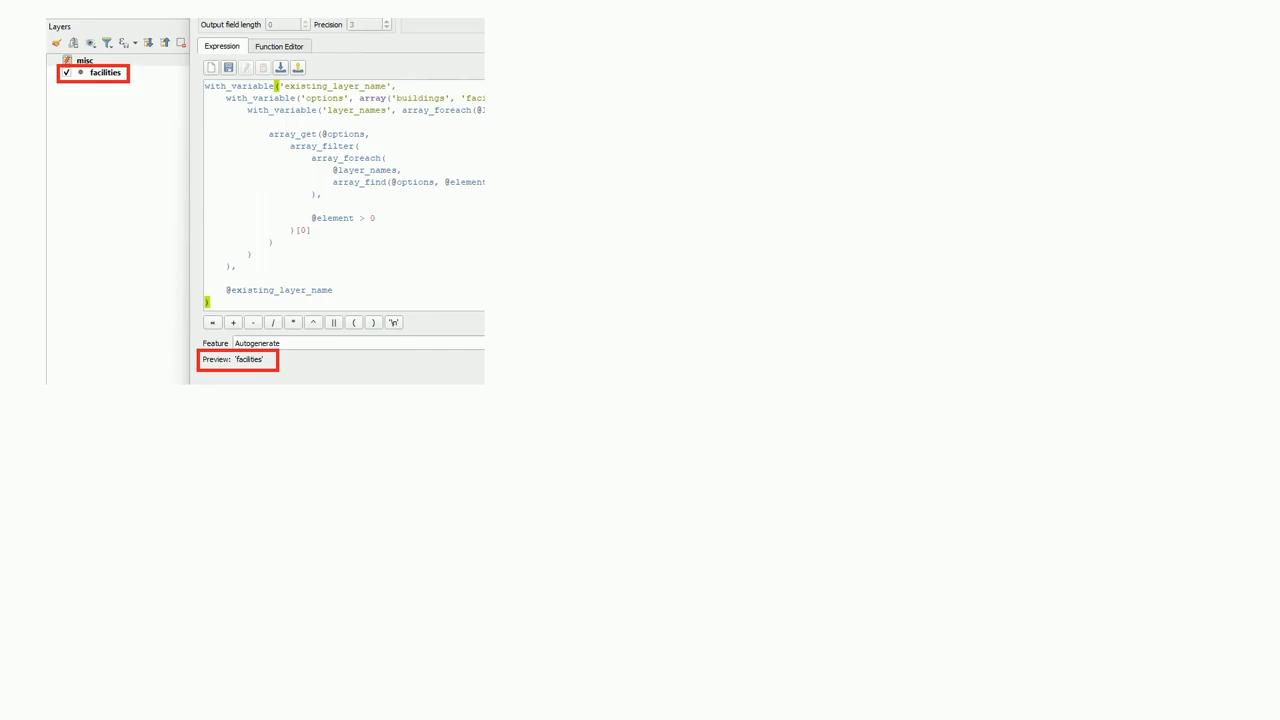 Layers
misc
facilities
Output field length 0 Precision 3
Expression Function Editor
with_variable('existing_layer_name',
with_variable('options', array('buildings', 'faci
with_variable('layer_names', array_foreach(@l
array_get(@options,
array_filter(
array_foreach(
@layer_names,
array_find(@options, @element
),
@element > 0
)[0]
)
)
),
@existing_layer_name
)
= + - / * ^ || ( ) '\n'
Feature Autogenerate
Preview: 'facilities'